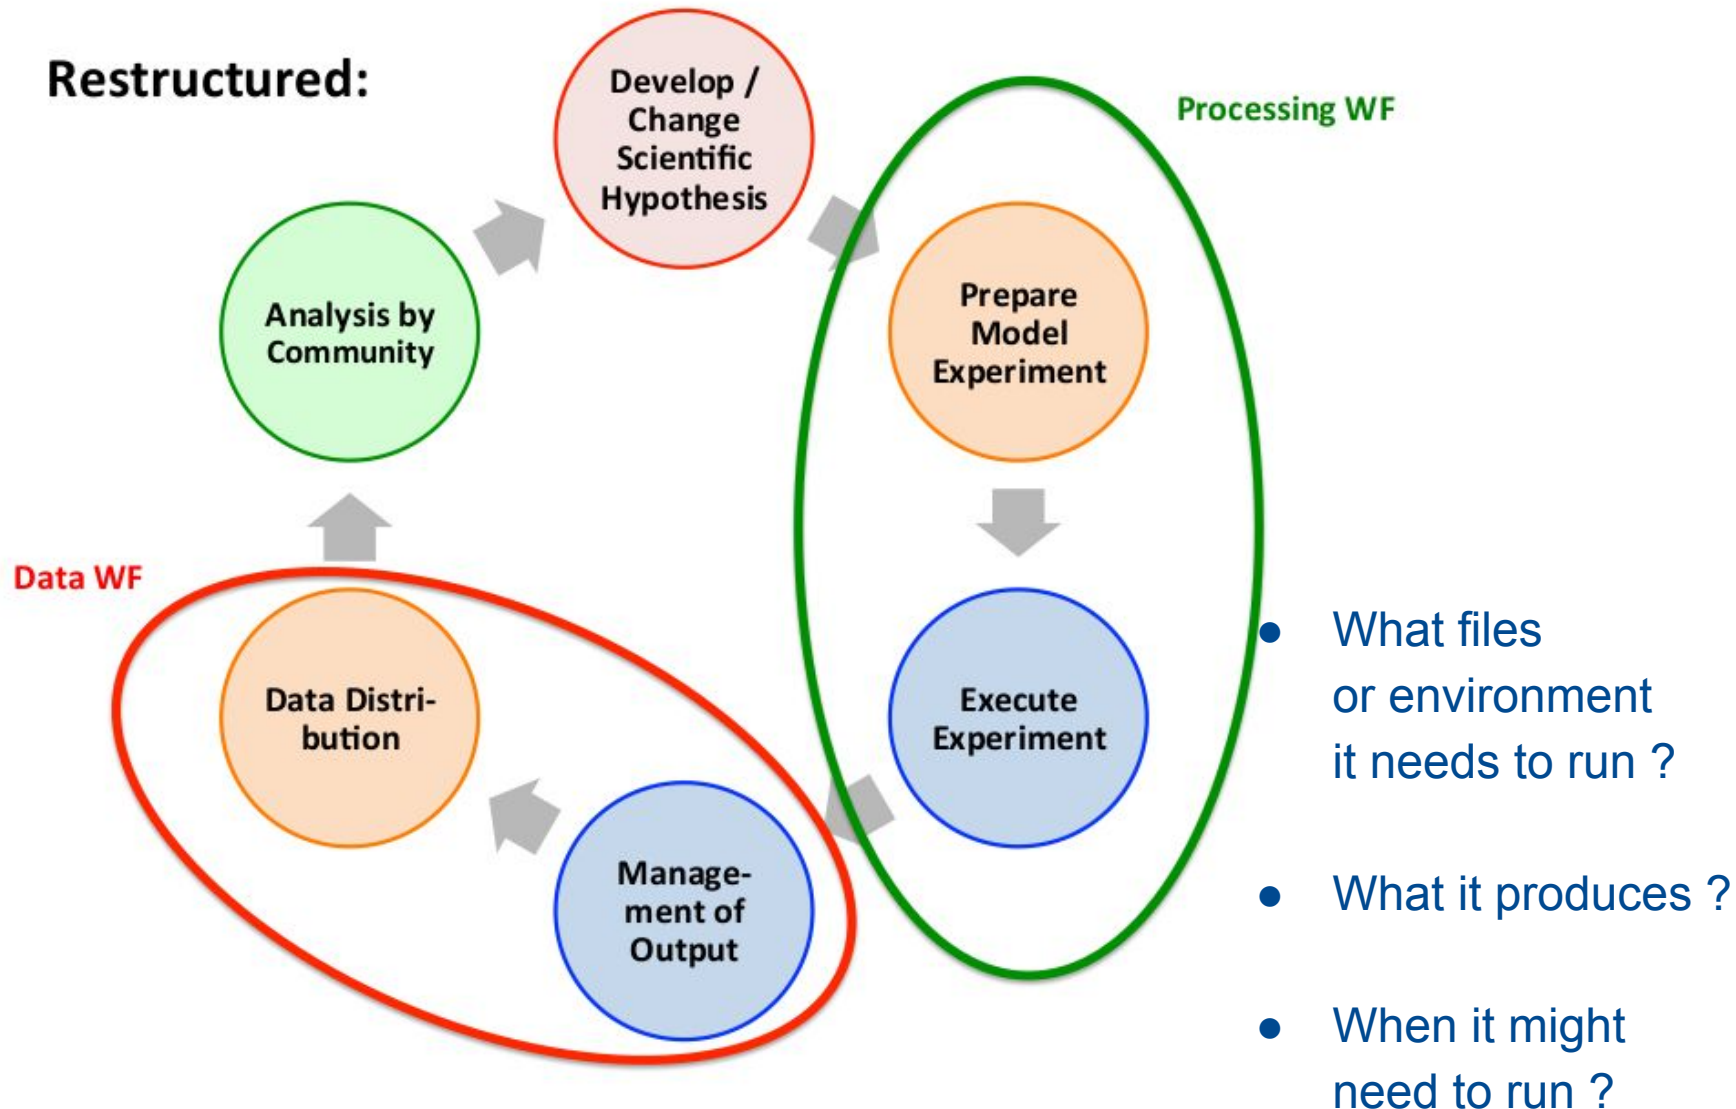 Restructured:
Develop /
Change
Scientific
Hypothesis
Processing WF
Prepare
Model
Experiment
Analysis by
Community
Data WF
Data Distri-
bution
Execute
Experiment
Manage-
ment of
Output
● What files
or environment
it needs to run ?
● What it produces ?
● When it might
need to run ?